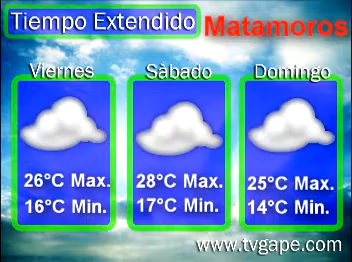 Tiempo Extendido
Matamoros
Viernes
Sàbado
Domingo
26°C Max.
16°C Min.
28°C Max.
17°C Min.
25°C Max.
14°C Min.
www.tvgape.com